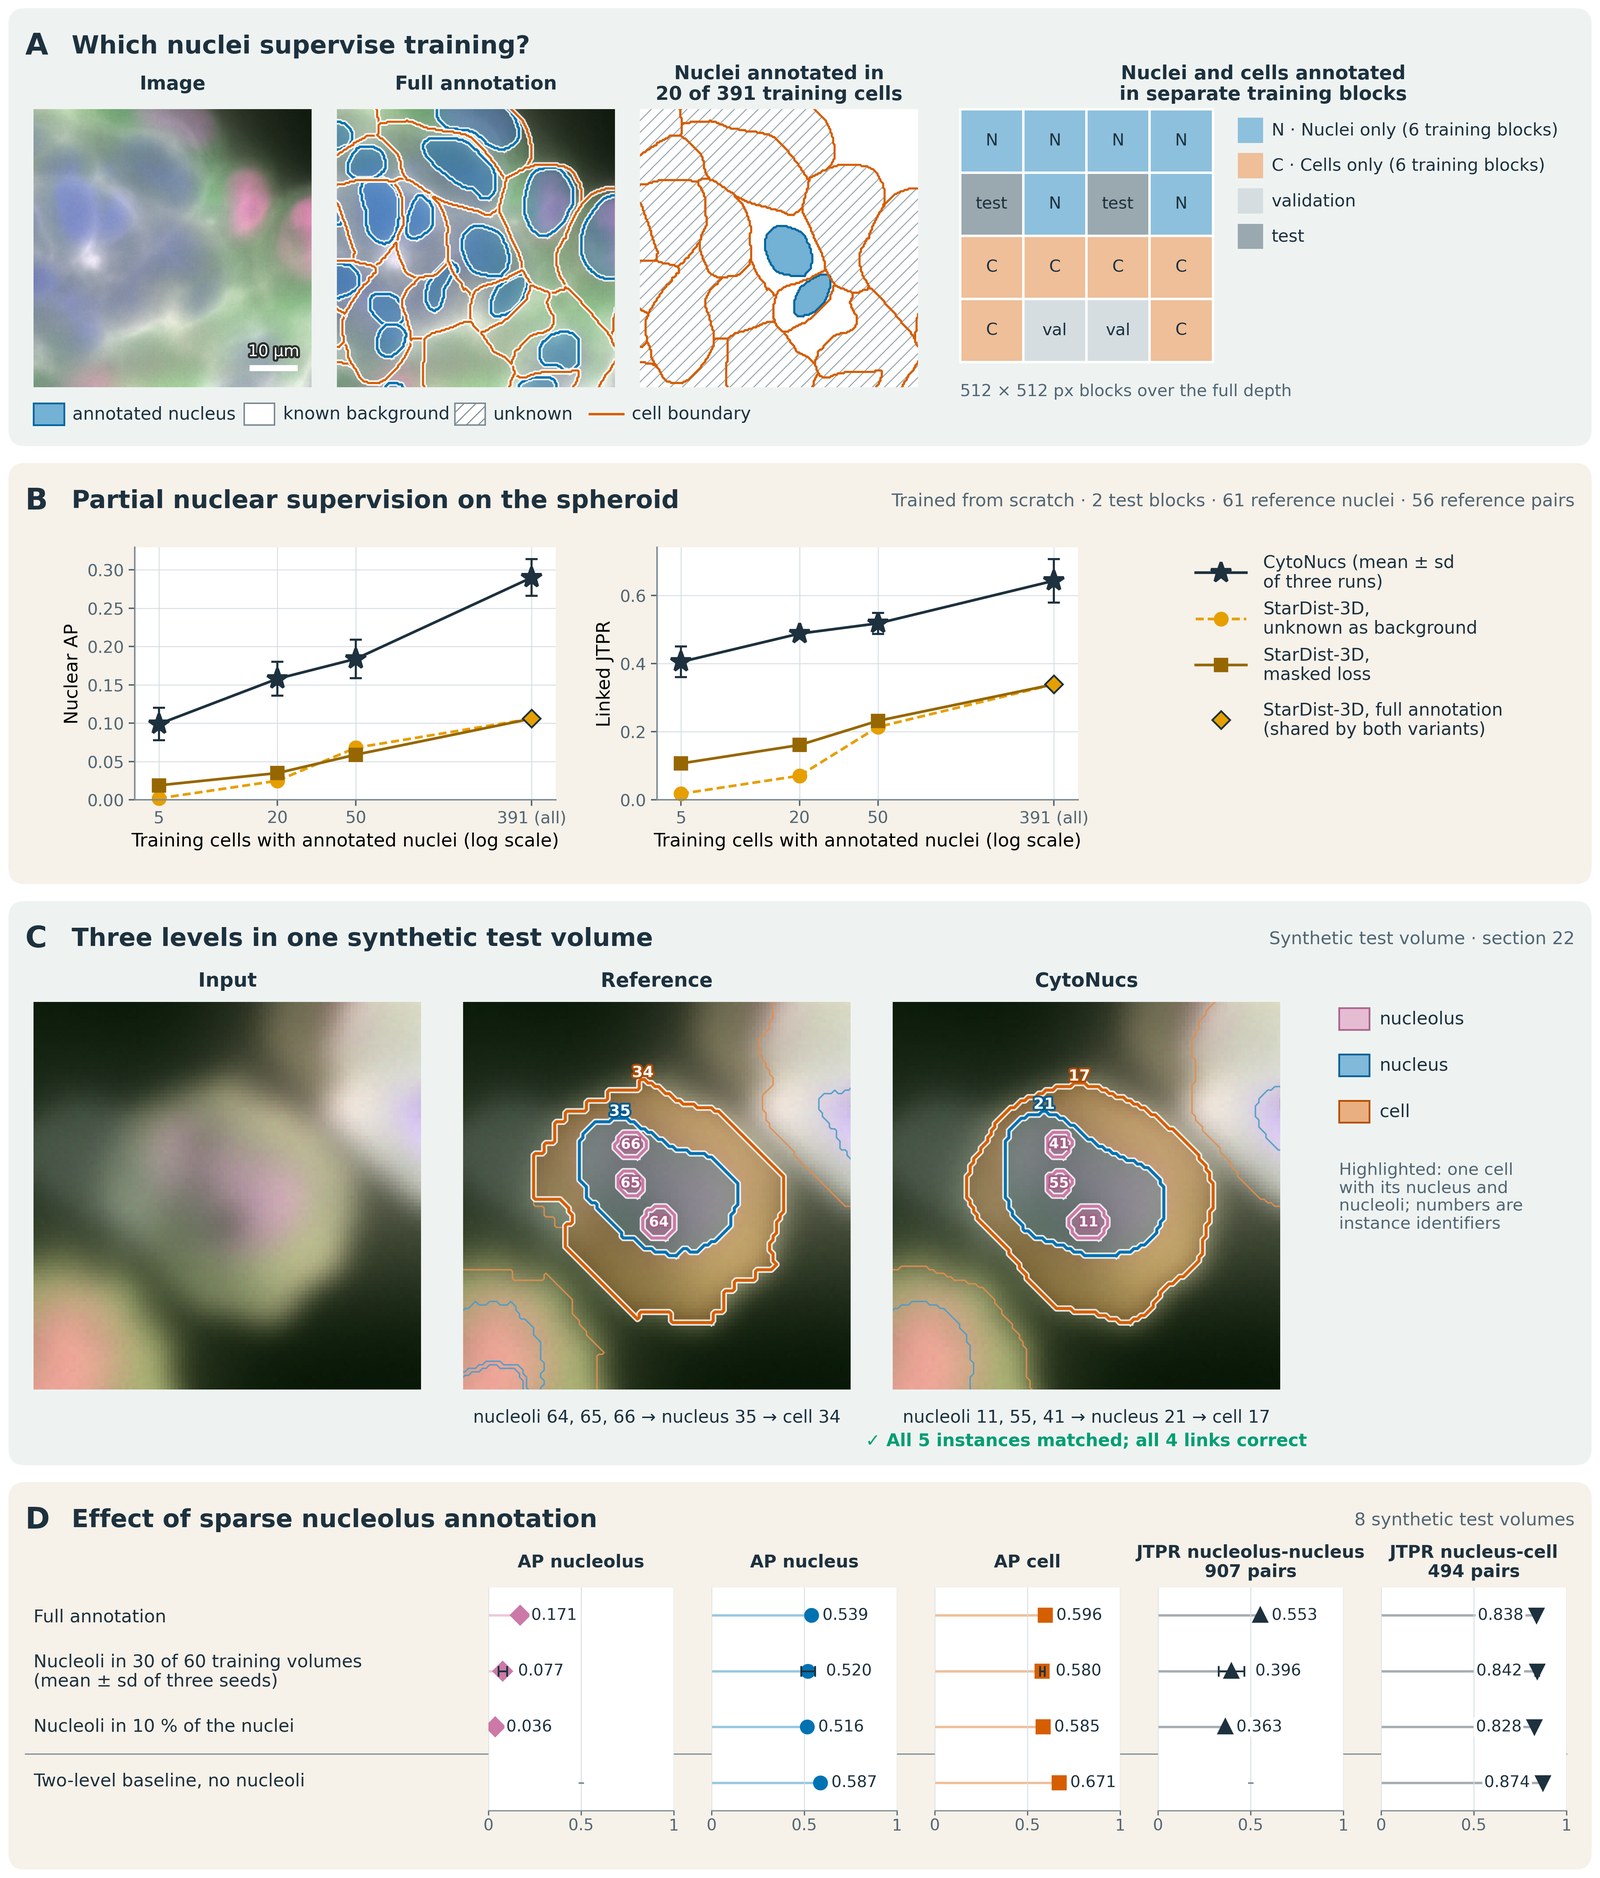 A Which nuclei supervise training?
Image
Full annotation
Nuclei annotated in
20 of 391 training cells
Nuclei and cells annotated
in separate training blocks
10 µm
N N N N
test N test N
C C C C
C val val C
N · Nuclei only (6 training blocks)
C · Cells only (6 training blocks)
validation
test
512 × 512 px blocks over the full depth
annotated nucleus
known background
unknown
cell boundary
B Partial nuclear supervision on the spheroid
Trained from scratch · 2 test blocks · 61 reference nuclei · 56 reference pairs
Nuclear AP
0.30
0.25
0.20
0.15
0.10
0.05
0.00
5 20 50 391 (all)
Training cells with annotated nuclei (log scale)
Linked JTPR
0.6
0.4
0.2
0.0
5 20 50 391 (all)
Training cells with annotated nuclei (log scale)
CytoNucs (mean ± sd
of three runs)
StarDist-3D,
unknown as background
StarDist-3D,
masked loss
StarDist-3D, full annotation
(shared by both variants)
C Three levels in one synthetic test volume
Synthetic test volume · section 22
Input
Reference
CytoNucs
34
35
66
65
64
17
21
41
55
11
nucleolus
nucleus
cell
Highlighted: one cell
with its nucleus and
nucleoli; numbers are
instance identifiers
nucleoli 64, 65, 66 → nucleus 35 → cell 34
nucleoli 11, 55, 41 → nucleus 21 → cell 17
✓ All 5 instances matched; all 4 links correct
D Effect of sparse nucleolus annotation
8 synthetic test volumes
AP nucleolus
AP nucleus
AP cell
JTPR nucleolus-nucleus
907 pairs
JTPR nucleus-cell
494 pairs
Full annotation
0.171 0.539 0.596 0.553 0.838
Nucleoli in 30 of 60 training volumes
(mean ± sd of three seeds)
0.077 0.520 0.580 0.396 0.842
Nucleoli in 10 % of the nuclei
0.036 0.516 0.585 0.363 0.828
Two-level baseline, no nucleoli
– 0.587 0.671 – 0.874
0 0.5 1 0 0.5 1 0 0.5 1 0 0.5 1 0 0.5 1